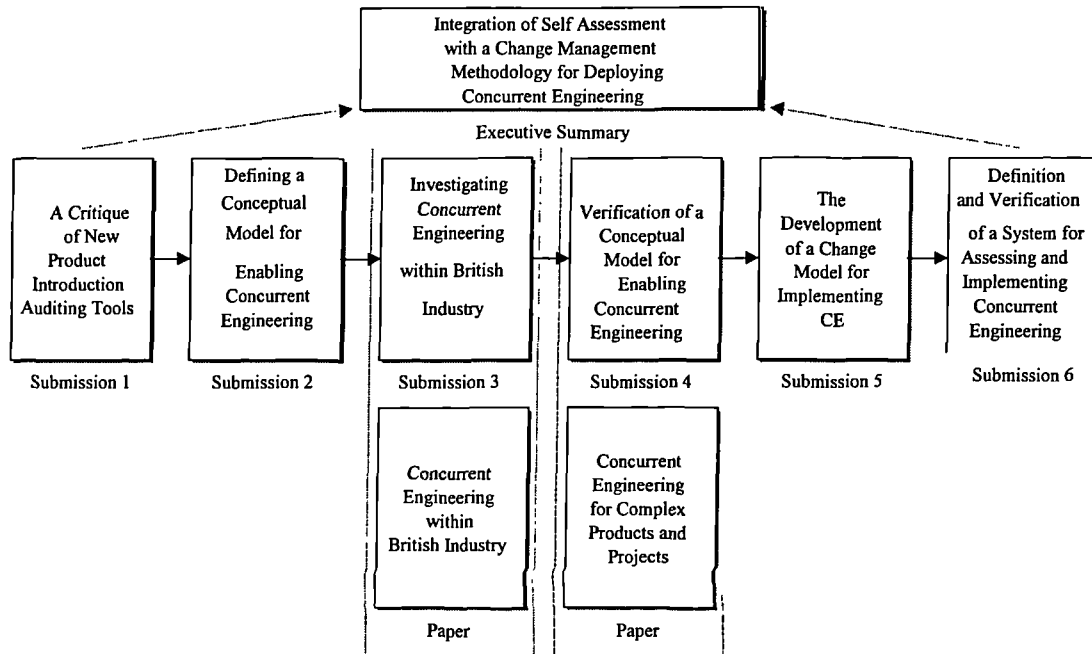 Integration of Self Assessment
with a Change Management
Methodology for Deploying
Concurrent Engineering
Executive Summary
A Critique
of New
Product
Introduction
Auditing Tools
Submission 1
Defining a
Conceptual
Model for
Enabling
Concurrent
Engineering
Submission 2
Investigating
Concurrent
Engineering
within British
Industry
Submission 3
Verification of a
Conceptual
Model for
Enabling
Concurrent
Engineering
Submission 4
The
Development
of a Change
Model for
Implementing
CE
Submission 5
Definition
and Verification
of a System for
Assessing and
Implementing
Concurrent
Engineering
Submission 6
Concurrent
Engineering
within
British Industry
Paper
Concurrent
Engineering
for Complex
Products and
Projects
Paper